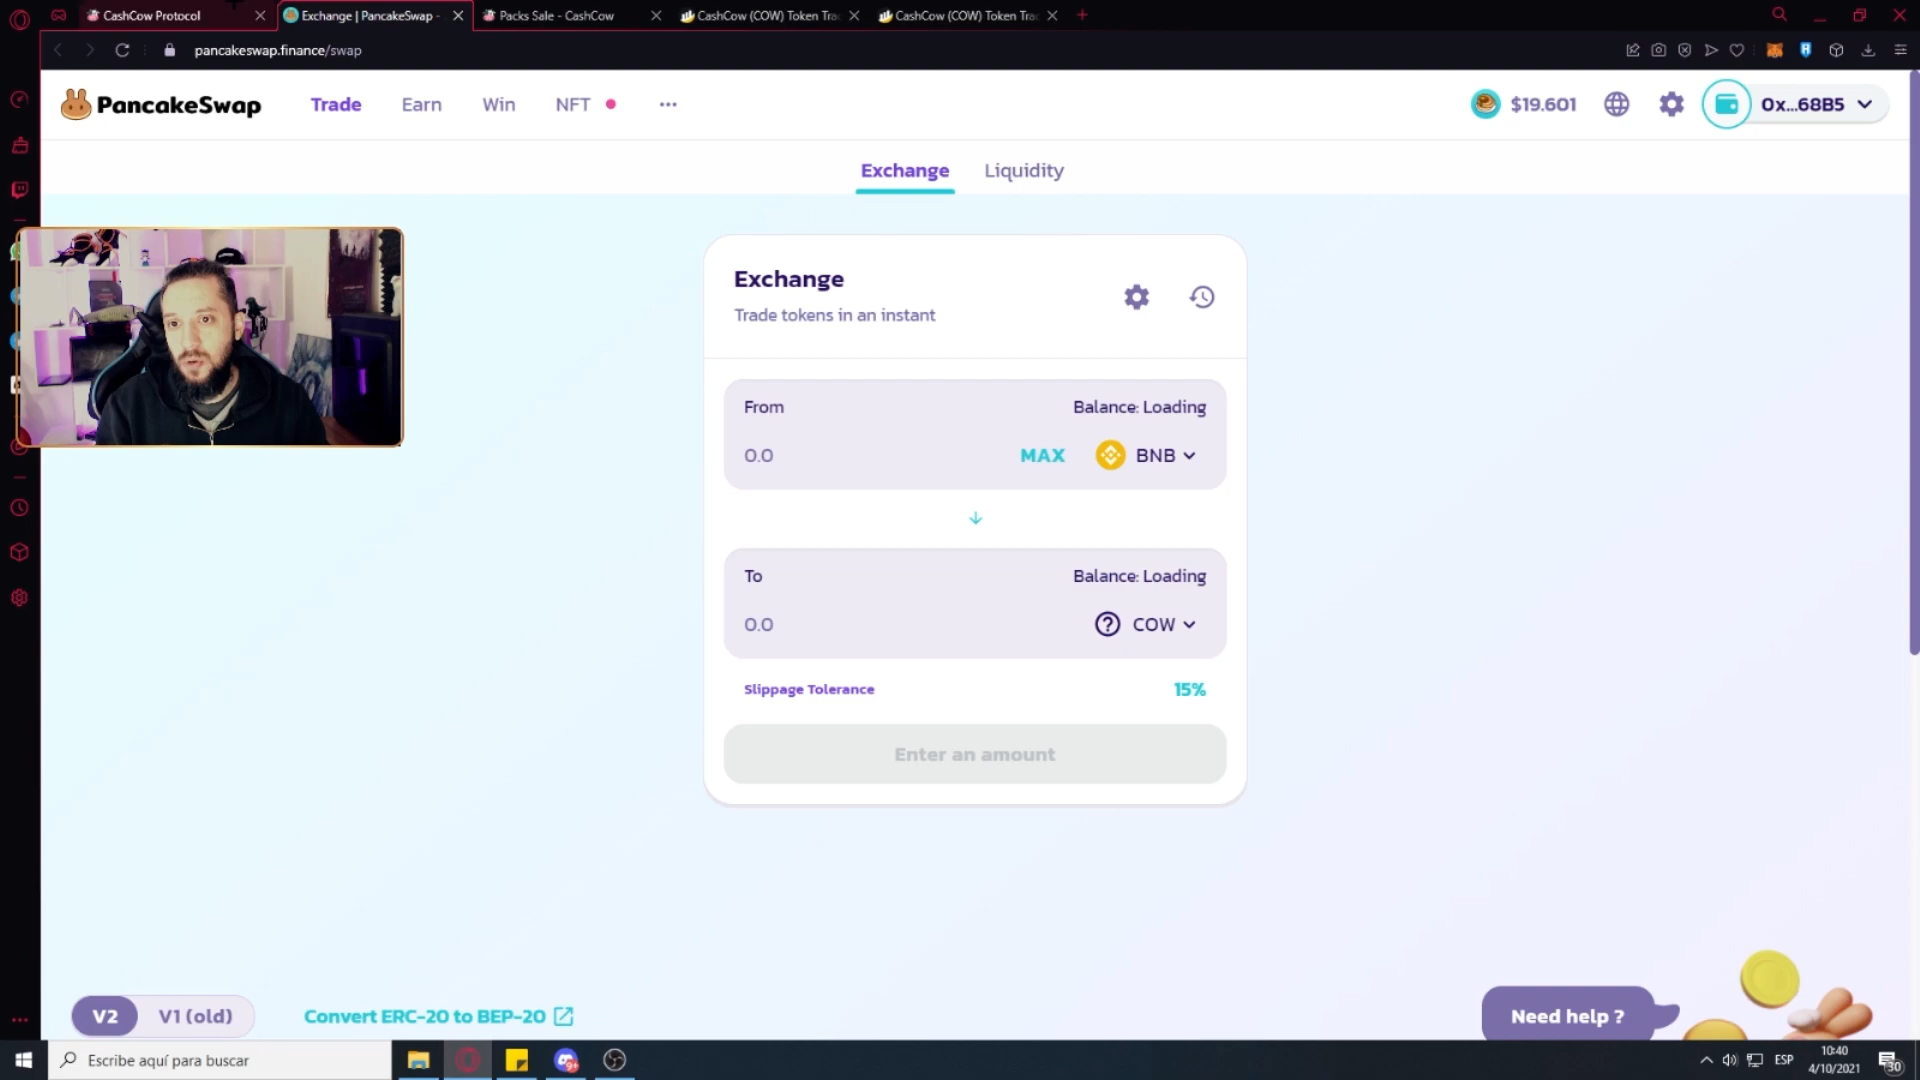 CashCow Protocol
Exchange | PancakeSwap -
Packs Sale - CashCow
CashCow (COW) Token Tra
CashCow (COW) Token Tra
pancakeswap.finance/swap
PancakeSwap
Trade
Earn
Win
NFT
$19.601
0x...68B5
Exchange
Liquidity
Exchange
Trade tokens in an instant
From
Balance: Loading
0.0
MAX
BNB
To
Balance: Loading
0.0
COW
Slippage Tolerance
15%
Enter an amount
V2
V1 (old)
Convert ERC-20 to BEP-20
Need help ?
Escribe aquí para buscar
9+
ESP
10:40
4/10/2021
30